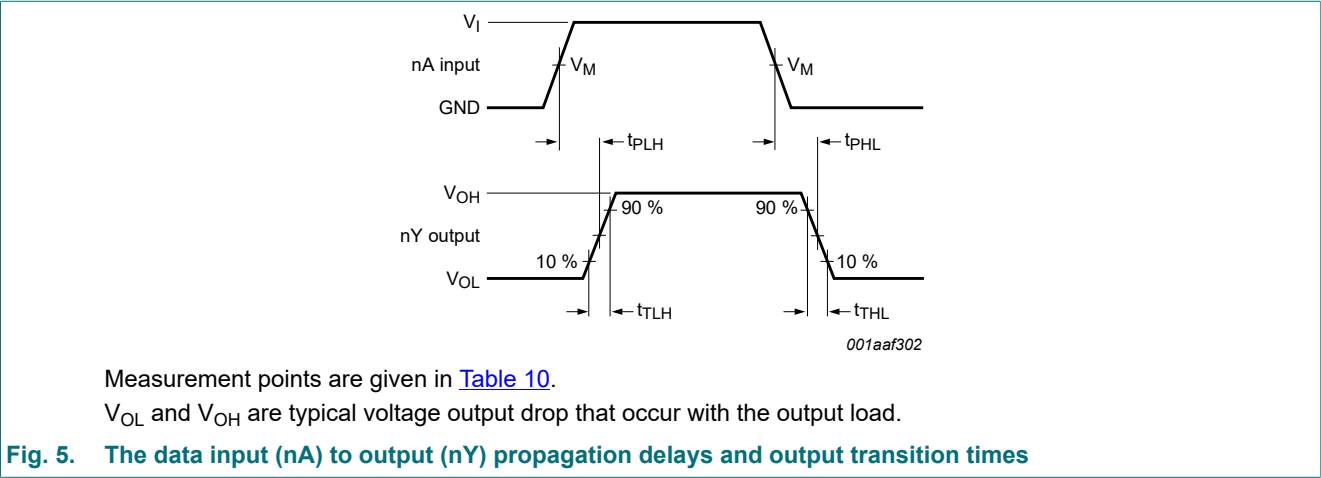 VI
nA input
VM
VM
GND
tPLH
tPHL
VOH
90 %
90 %
nY output
10 %
10 %
VOL
tTLH
tTHL
001aaf302
Measurement points are given in Table 10.
VOL and VOH are typical voltage output drop that occur with the output load.
Fig. 5. The data input (nA) to output (nY) propagation delays and output transition times